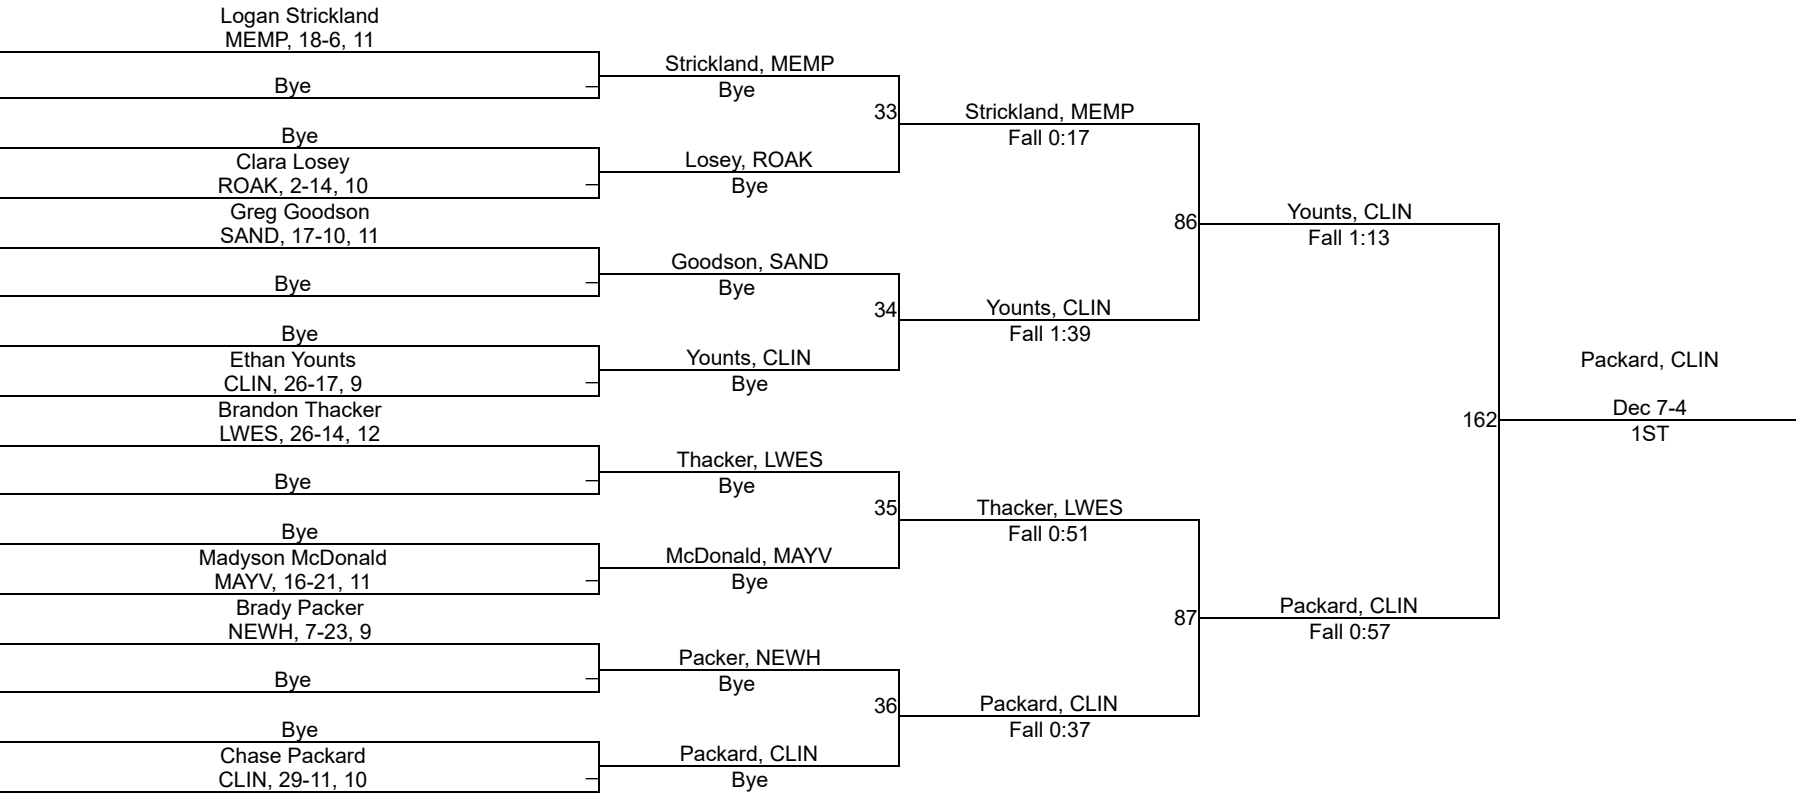 Logan Strickland
MEMP, 18-6, 11
Bye
Bye
Clara Losey
ROAK, 2-14, 10
Greg Goodson
SAND, 17-10, 11
Bye
Bye
Ethan Younts
CLIN, 26-17, 9
Brandon Thacker
LWES, 26-14, 12
Bye
Bye
Madyson McDonald
MAYV, 16-21, 11
Brady Packer
NEWH, 7-23, 9
Bye
Bye
Chase Packard
CLIN, 29-11, 10
Strickland, MEMP
Bye
33
Losey, ROAK
Bye
Goodson, SAND
Bye
34
Younts, CLIN
Bye
Thacker, LWES
Bye
35
McDonald, MAYV
Bye
Packer, NEWH
Bye
36
Packard, CLIN
Bye
Strickland, MEMP
Fall 0:17
86
Younts, CLIN
Fall 1:39
Thacker, LWES
Fall 0:51
87
Packard, CLIN
Fall 0:37
Younts, CLIN
Fall 1:13
162
Packard, CLIN
Fall 0:57
Packard, CLIN
Dec 7-4
1ST